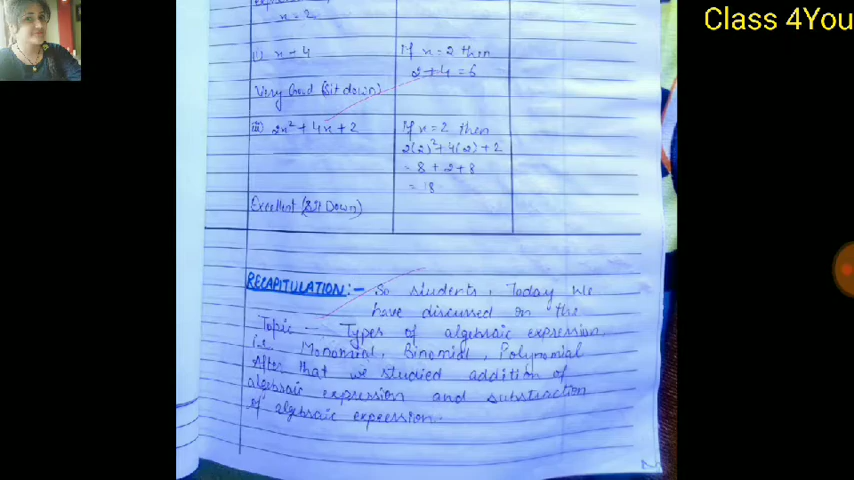 Class 4You
x = 2
(ii) x + 4
If x = 2 then
2 + 4 = 6
Very Good (Sit down)
(iii) 2x² + 4x + 2
If x = 2 then
2(2)² + 4(2) + 2
= 8 + 2 + 8
= 18
Excellent (Sit Down)
RECAPITULATION:- So students, Today we
have discussed on the
Topic - Types of algebraic expression
i.e Monomial, Binomial, Polynomial
After that we studied addition of
algebraic expression and substraction
of algebraic expression.